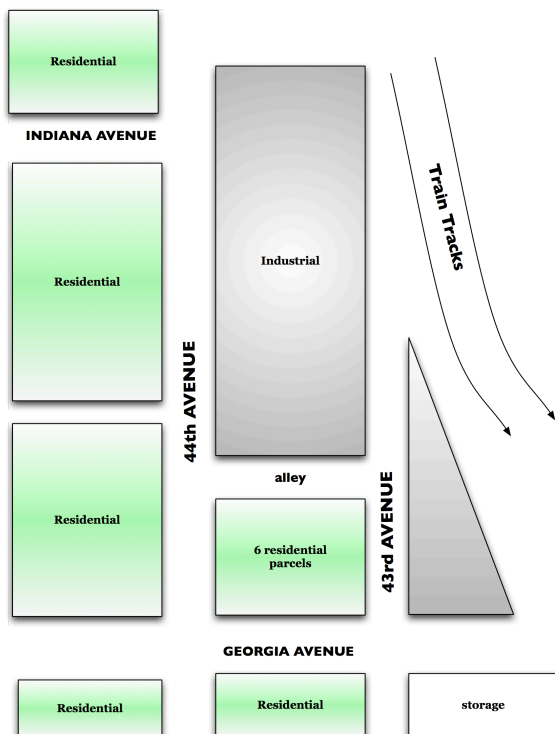 Residential
INDIANA AVENUE
Train Tracks
Industrial
Residential
44th AVENUE
alley
43rd AVENUE
Residential
6 residential
parcels
GEORGIA AVENUE
Residential
Residential
storage